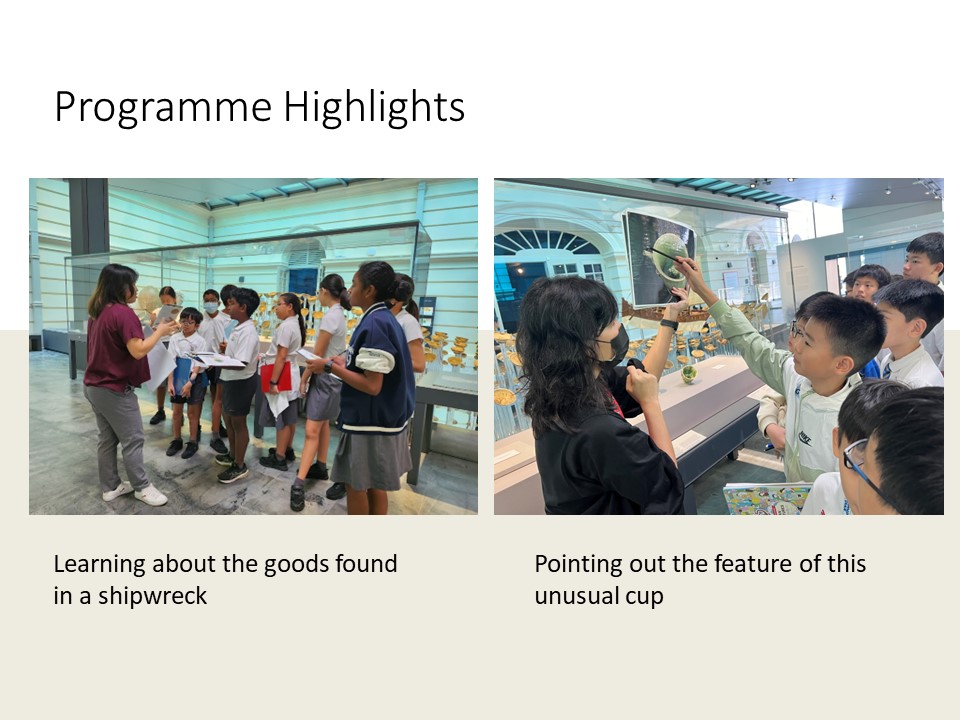 Programme Highlights
Learning about the goods found
in a shipwreck
Pointing out the feature of this
unusual cup